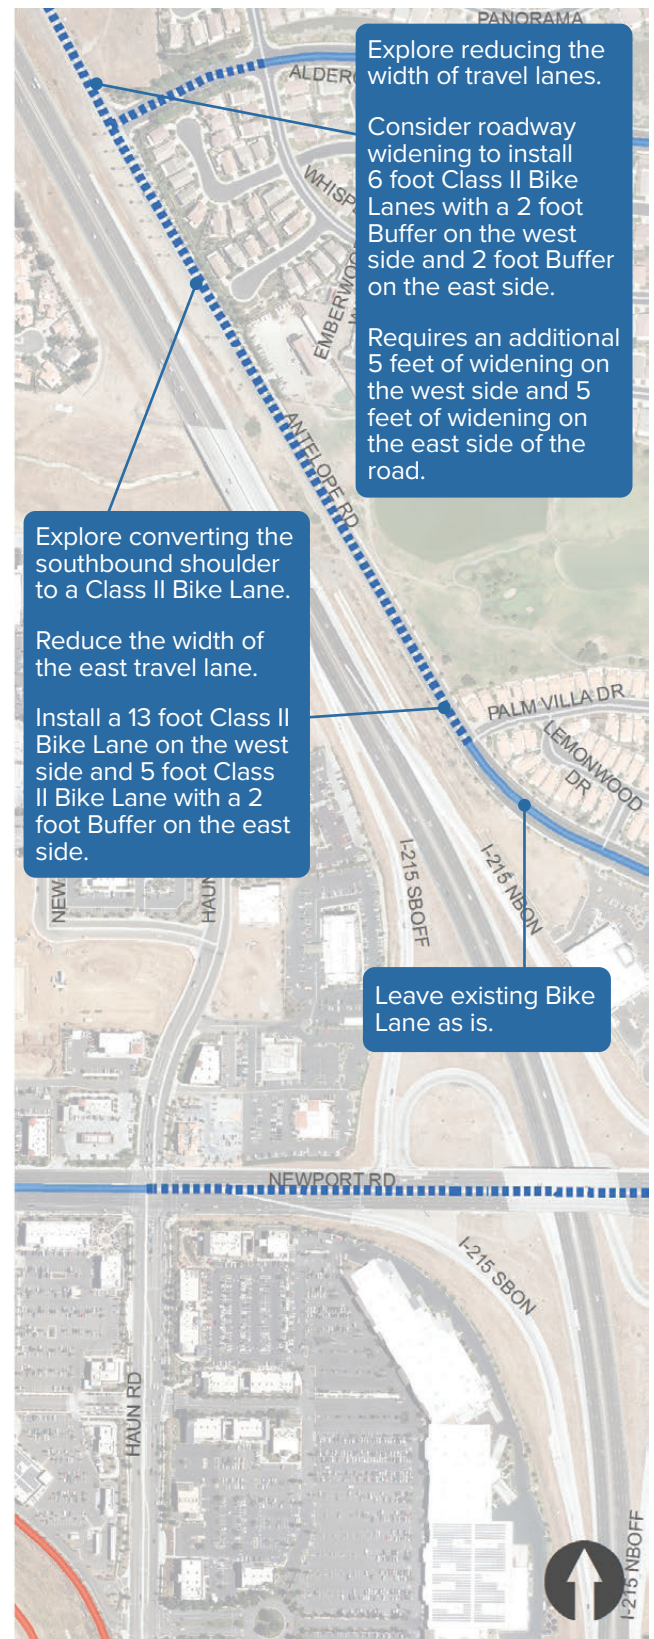 PANORAMA
Explore reducing the
width of travel lanes.
Consider roadway
widening to install
6 foot Class II Bike
Lanes with a 2 foot
Buffer on the west
side and 2 foot Buffer
on the east side.
Requires an additional
5 feet of widening on
the west side and 5
feet of widening on
the east side of the
road.
ANTELOPE RD
Explore converting the
southbound shoulder
to a Class II Bike Lane.
Reduce the width of
the east travel lane.
Install a 13 foot Class II
Bike Lane on the west
side and 5 foot Class
II Bike Lane with a 2
foot Buffer on the east
side.
PALM VILLA DR
LEMONWOOD
DR
I-215 SBOFF
I-215 NBON
NEW
HAUN
Leave existing Bike
Lane as is.
NEWPORT RD
I-215 SBON
HAUN RD
I-215 NBOFF